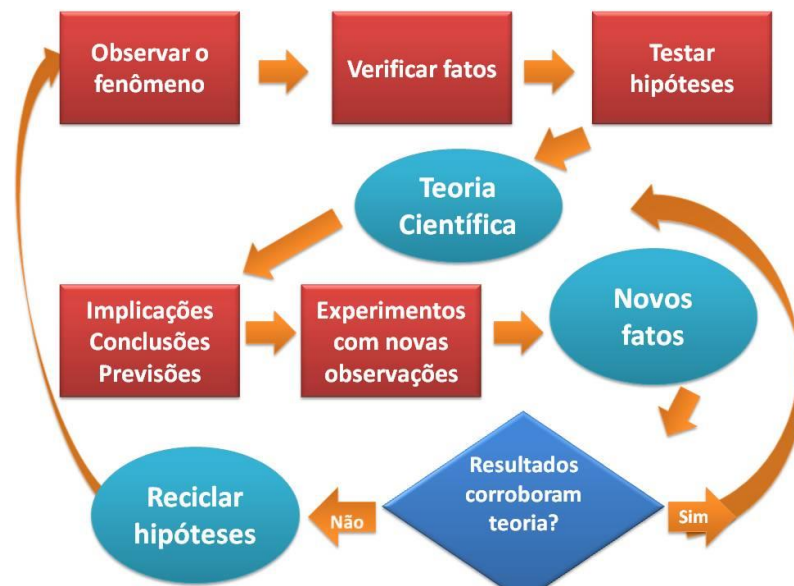 Observar o
fenômeno
Verificar fatos
Testar
hipóteses
Teoria
Científica
Implicações
Conclusões
Previsões
Experimentos
com novas
observações
Novos
fatos
Resultados
corroboram
teoria?
Sim
Não
Reciclar
hipóteses